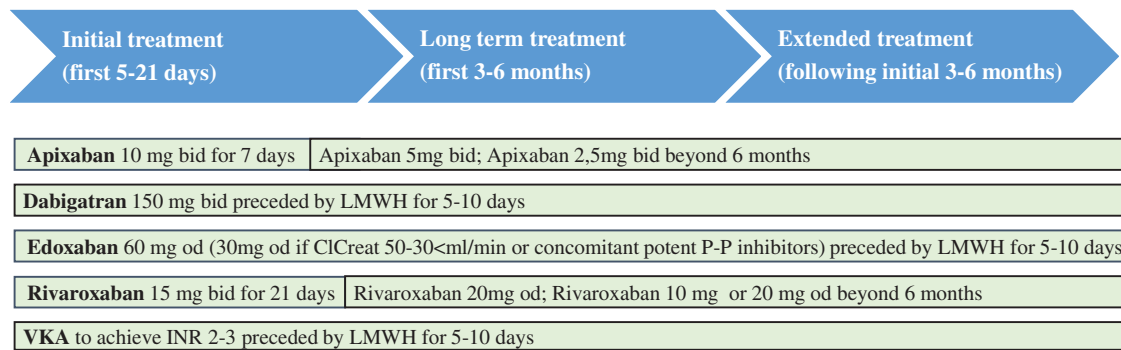 Initial treatment
(first 5-21 days)
Long term treatment
(first 3-6 months)
Extended treatment
(following initial 3-6 months)
Apixaban 10 mg bid for 7 days Apixaban 5mg bid; Apixaban 2,5mg bid beyond 6 months
Dabigatran 150 mg bid preceded by LMWH for 5-10 days
Edoxaban 60 mg od (30mg od if ClCreat 50-30<ml/min or concomitant potent P-P inhibitors) preceded by LMWH for 5-10 days
Rivaroxaban 15 mg bid for 21 days Rivaroxaban 20mg od; Rivaroxaban 10 mg or 20 mg od beyond 6 months
VKA to achieve INR 2-3 preceded by LMWH for 5-10 days